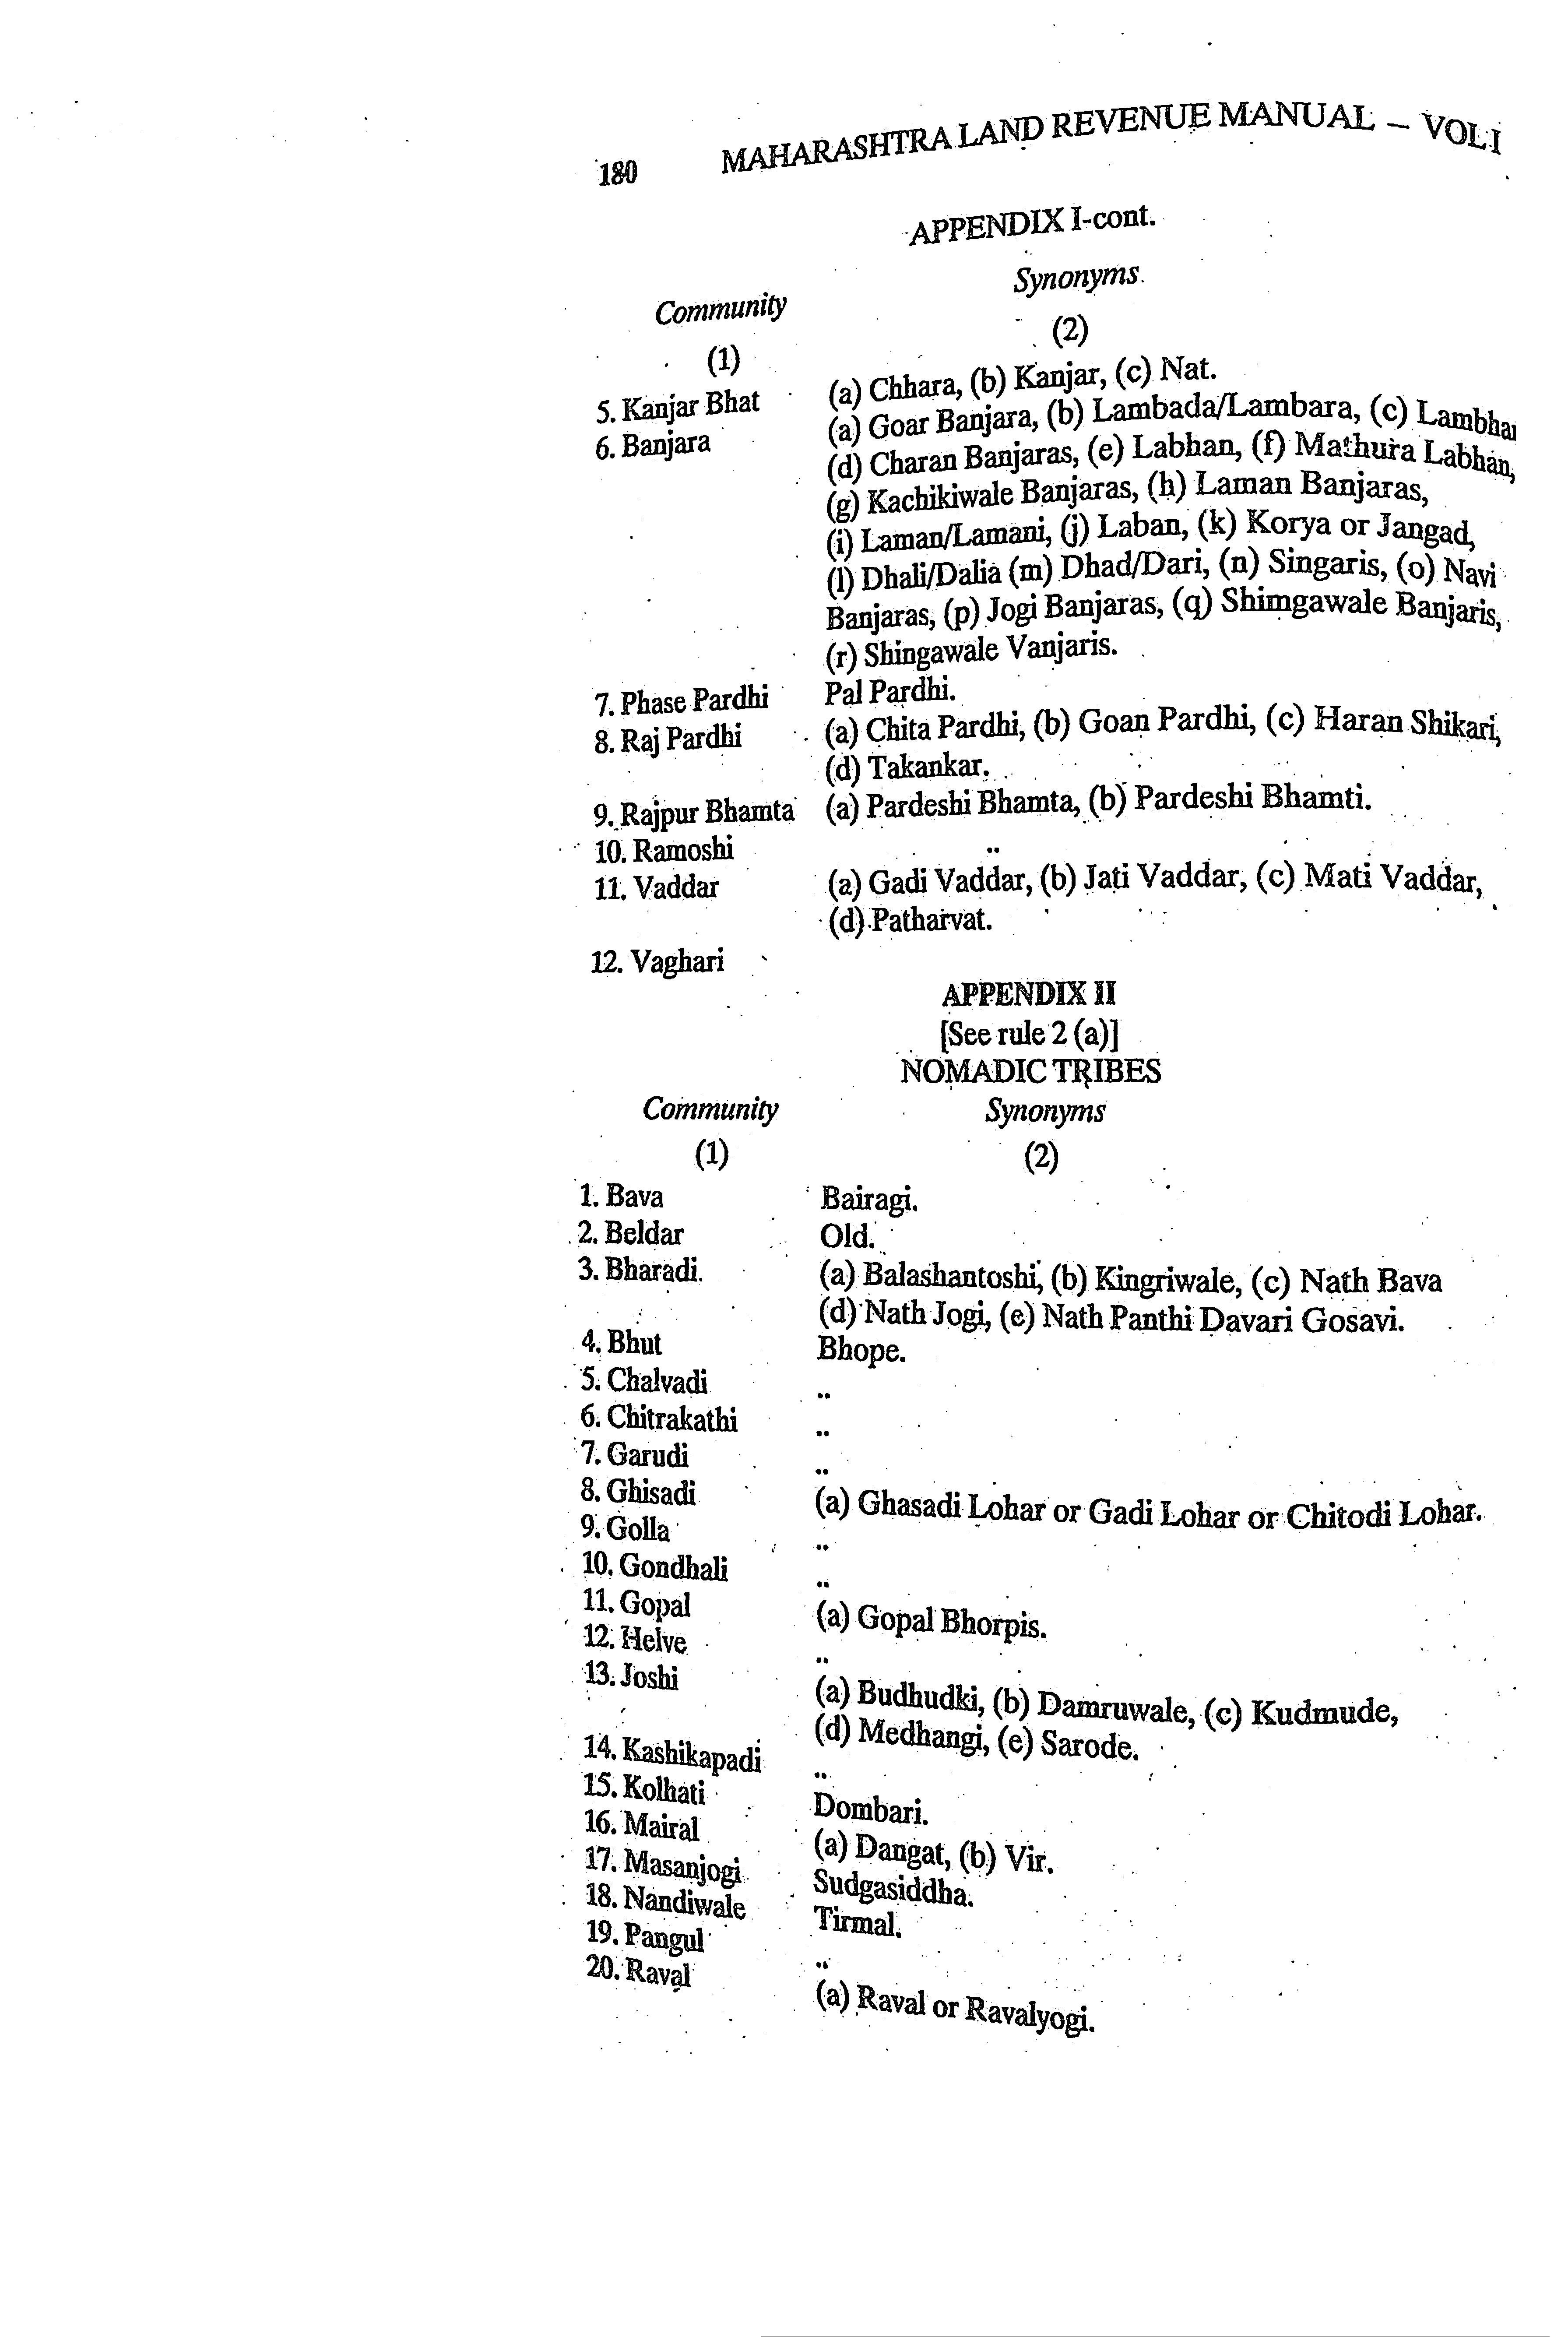 180 MAHARASHTRA LAND REVENUE MANUAL – VOL I
APPENDIX I-cont.
Community Synonyms
(1) (2)
5. Kanjar Bhat (a) Chhara, (b) Kanjar, (c) Nat.
6. Banjara (a) Goar Banjara, (b) Lambada/Lambara, (c)
(d) Charan Banjaras, (e) Labhan, (f) Mathura Labhan,
(g) Kachikiwale Banjaras, (h) Laman Banjaras,
(i) Laman/Lamani, (j) Laban, (k) Korya or Jangad,
(l) Dhali/Dalia (m) Dhad/Dari, (n) Singaris, (o) Navi
Banjaras, (p) Jogi Banjaras, (q) Shimgawale Banjaris,
(r) Shingawale Vanjaris.
7. Phase Pardhi Pal Pardhi.
8. Raj Pardhi (a) Chita Pardhi, (b) Goan Pardhi, (c) Haran Shikari,
(d) Takankar.
9. Rajpur Bhamta (a) Pardeshi Bhamta, (b) Pardeshi Bhamti.
10. Ramoshi ..
11. Vaddar (a) Gadi Vaddar, (b) Jati Vaddar, (c) Mati Vaddar,
(d) Patharvat.
12. Vaghari
APPENDIX II
[See rule 2 (a)]
NOMADIC TRIBES
Community Synonyms
(1) (2)
1. Bava Bairagi.
2. Beldar Old.
3. Bharadi. (a) Balashantoshi, (b) Kingriwale, (c) Nath Bava
(d) Nath Jogi, (e) Nath Panthi Davari Gosavi.
4. Bhut Bhope.
5. Chalvadi ..
6. Chitrakathi ..
7. Garudi ..
8. Ghisadi (a) Ghasadi Lohar or Gadi Lohar or Chitodi Lohar.
9. Golla ..
10. Gondhali ..
11. Gopal (a) Gopal Bhorpis.
12. Helve ..
13. Joshi (a) Budhudki, (b) Damruwale, (c) Kudmude,
(d) Medhangi, (e) Sarode.
14. Kashikapadi ..
15. Kolhati Dombari.
16. Mairal (a) Dangat, (b) Vir.
17. Masanjogi Sudgasiddha.
18. Nandiwale Tirmal.
19. Pangul ..
20. Raval (a) Raval or Ravalyogi.